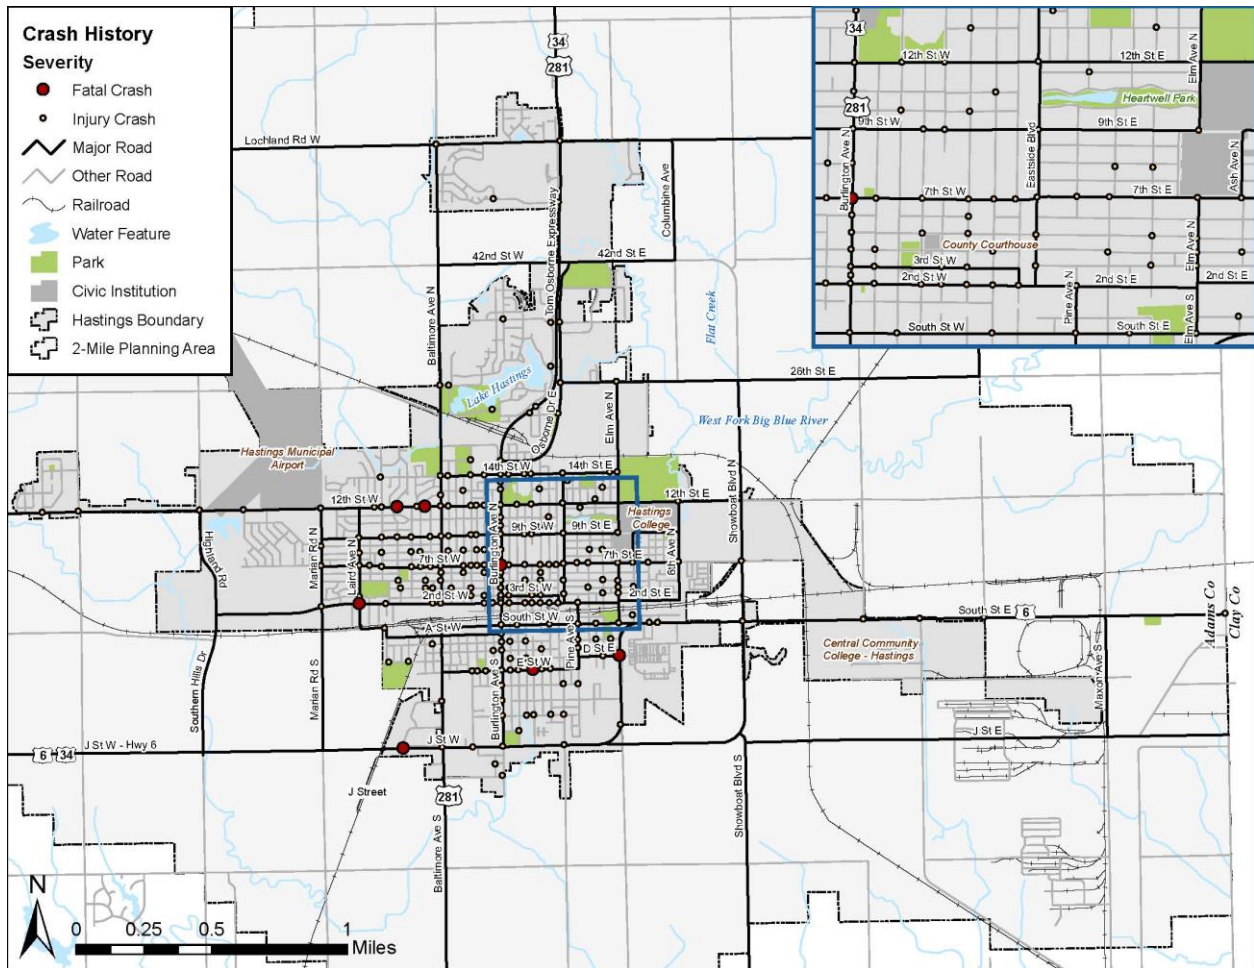 Crash History
Severity
Fatal Crash
Injury Crash
Major Road
Other Road
Railroad
Water Feature
Park
Civic Institution
Hastings Boundary
2-Mile Planning Area
34
281
Lochland Rd W
Columbine Ave
Tom Osborne Expressway
42nd St W
42nd St E
Baltimore Ave N
Flat Creek
Lake Hastings
Osborne Dr E
Elm Ave N
26th St E
West Fork Big Blue River
Hastings Municipal
Airport
14th St W
14th St E
12th St W
12th St E
Showboat Blvd N
Hastings
College
9th St W
9th St E
Burlington Ave N
Highland Rd
Marian Rd N
Laird Ave N
7th St W
7th St E
6th Ave N
3rd St W
2nd St W
2nd St E
South St W
South St E
6
Adams Co
Clay Co
A St W
Pine Ave S
D St E
E St W
Central Community
College - Hastings
Southern Hills Dr
Marian Rd S
Burlington Ave S
Maxon Ave S
6
34
J St W - Hwy 6
J St W
J St E
J Street
281
Baltimore Ave S
Showboat Blvd S
N
0
0.25
0.5
1
Miles
34
12th St W
12th St E
Elm Ave N
Heartwell Park
281
9th St W
9th St E
Burlington Ave N
Eastside Blvd
Ash Ave N
7th St W
7th St E
County Courthouse
3rd St W
2nd St W
2nd St E
2nd St E
Elm Ave N
Pine Ave N
Elm Ave S
South St W
South St E